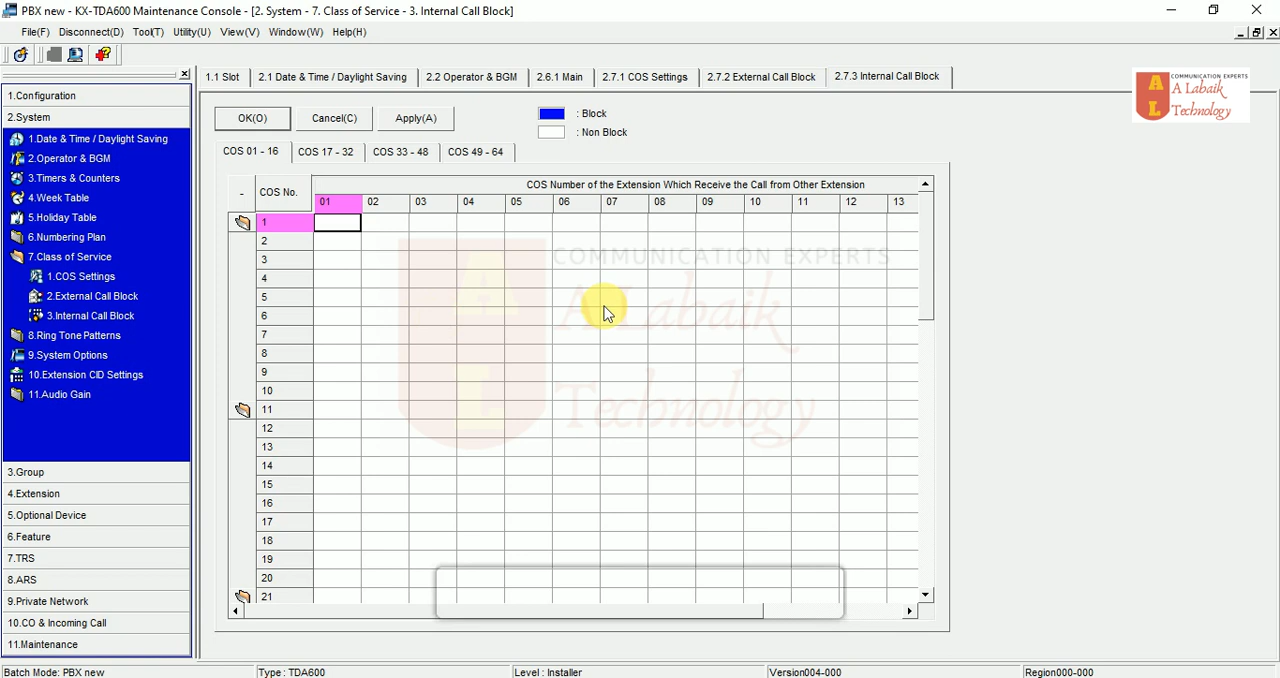 PBX new - KX-TDA600 Maintenance Console - [2. System - 7. Class of Service - 3. Internal Call Block]
File(F) Disconnect(D) Tool(T) Utility(U) View(V) Window(W) Help(H)
1.1 Slot 2.1 Date & Time / Daylight Saving 2.2 Operator & BGM 2.6.1 Main 2.7.1 COS Settings 2.7.2 External Call Block 2.7.3 Internal Call Block
COMMUNICATION EXPERTS
A L
A Labaik
Technology
1.Configuration
2.System
1.Date & Time / Daylight Saving
2.Operator & BGM
3.Timers & Counters
4.Week Table
5.Holiday Table
6.Numbering Plan
7.Class of Service
1.COS Settings
2.External Call Block
3.Internal Call Block
8.Ring Tone Patterns
9.System Options
10.Extension CID Settings
11.Audio Gain
3.Group
4.Extension
5.Optional Device
6.Feature
7.TRS
8.ARS
9.Private Network
10.CO & Incoming Call
11.Maintenance
OK(O) Cancel(C) Apply(A)
: Block
: Non Block
COS 01 - 16 COS 17 - 32 COS 33 - 48 COS 49 - 64
- COS No. COS Number of the Extension Which Receive the Call from Other Extension
01 02 03 04 05 06 07 08 09 10 11 12 13
1
2
3
4
5
6
7
8
9
10
11
12
13
14
15
16
17
18
19
20
21
COMMUNICATION EXPERTS
A L
A Labaik
Technology
Batch Mode: PBX new Type : TDA600 Level : Installer Version004-000 Region000-000